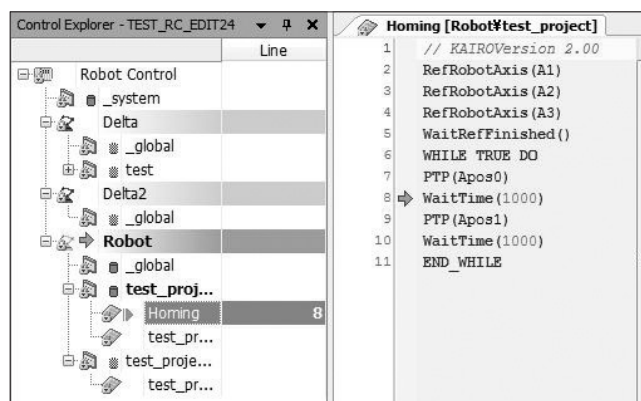 Control Explorer - TEST_RC_EDIT24
Line
Robot Control
_system
Delta
_global
test
Delta2
_global
Robot
_global
test_proj...
Homing 8
test_pr...
test_proje...
test_pr...
Homing [Robot¥test_project]
1 // KAIROVersion 2.00
2 RefRobotAxis(A1)
3 RefRobotAxis(A2)
4 RefRobotAxis(A3)
5 WaitRefFinished()
6 WHILE TRUE DO
7 PTP(Apos0)
8 WaitTime(1000)
9 PTP(Apos1)
10 WaitTime(1000)
11 END_WHILE